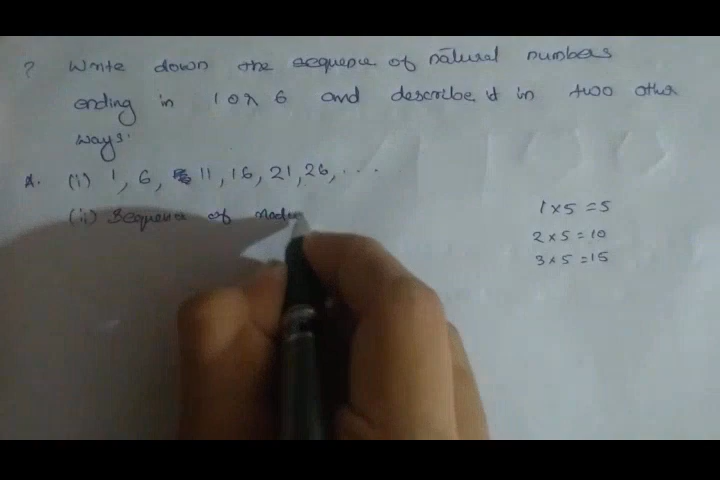 ? Write down the sequence of natural numbers
ending in 1 or 6 and describe it in two other
ways.
A. (i) 1, 6, 11, 16, 21, 26, ...
(ii) Sequence of
1 x 5 = 5
2 x 5 = 10
3 x 5 = 15